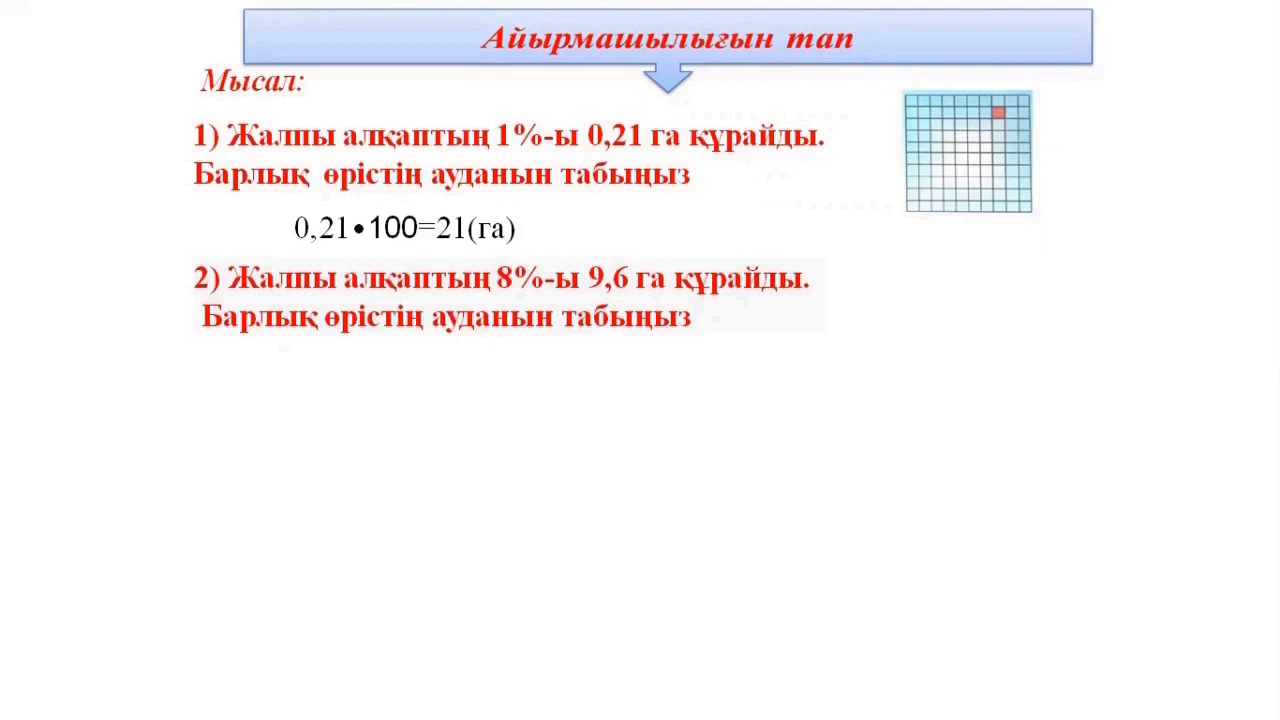 Айырмашылығын тап
Мысал:
1) Жалпы алқаптың 1%-ы 0,21 га құрайды.
Барлық өрістің ауданын табыңыз
0,21•100=21(га)
2) Жалпы алқаптың 8%-ы 9,6 га құрайды.
Барлық өрістің ауданын табыңыз